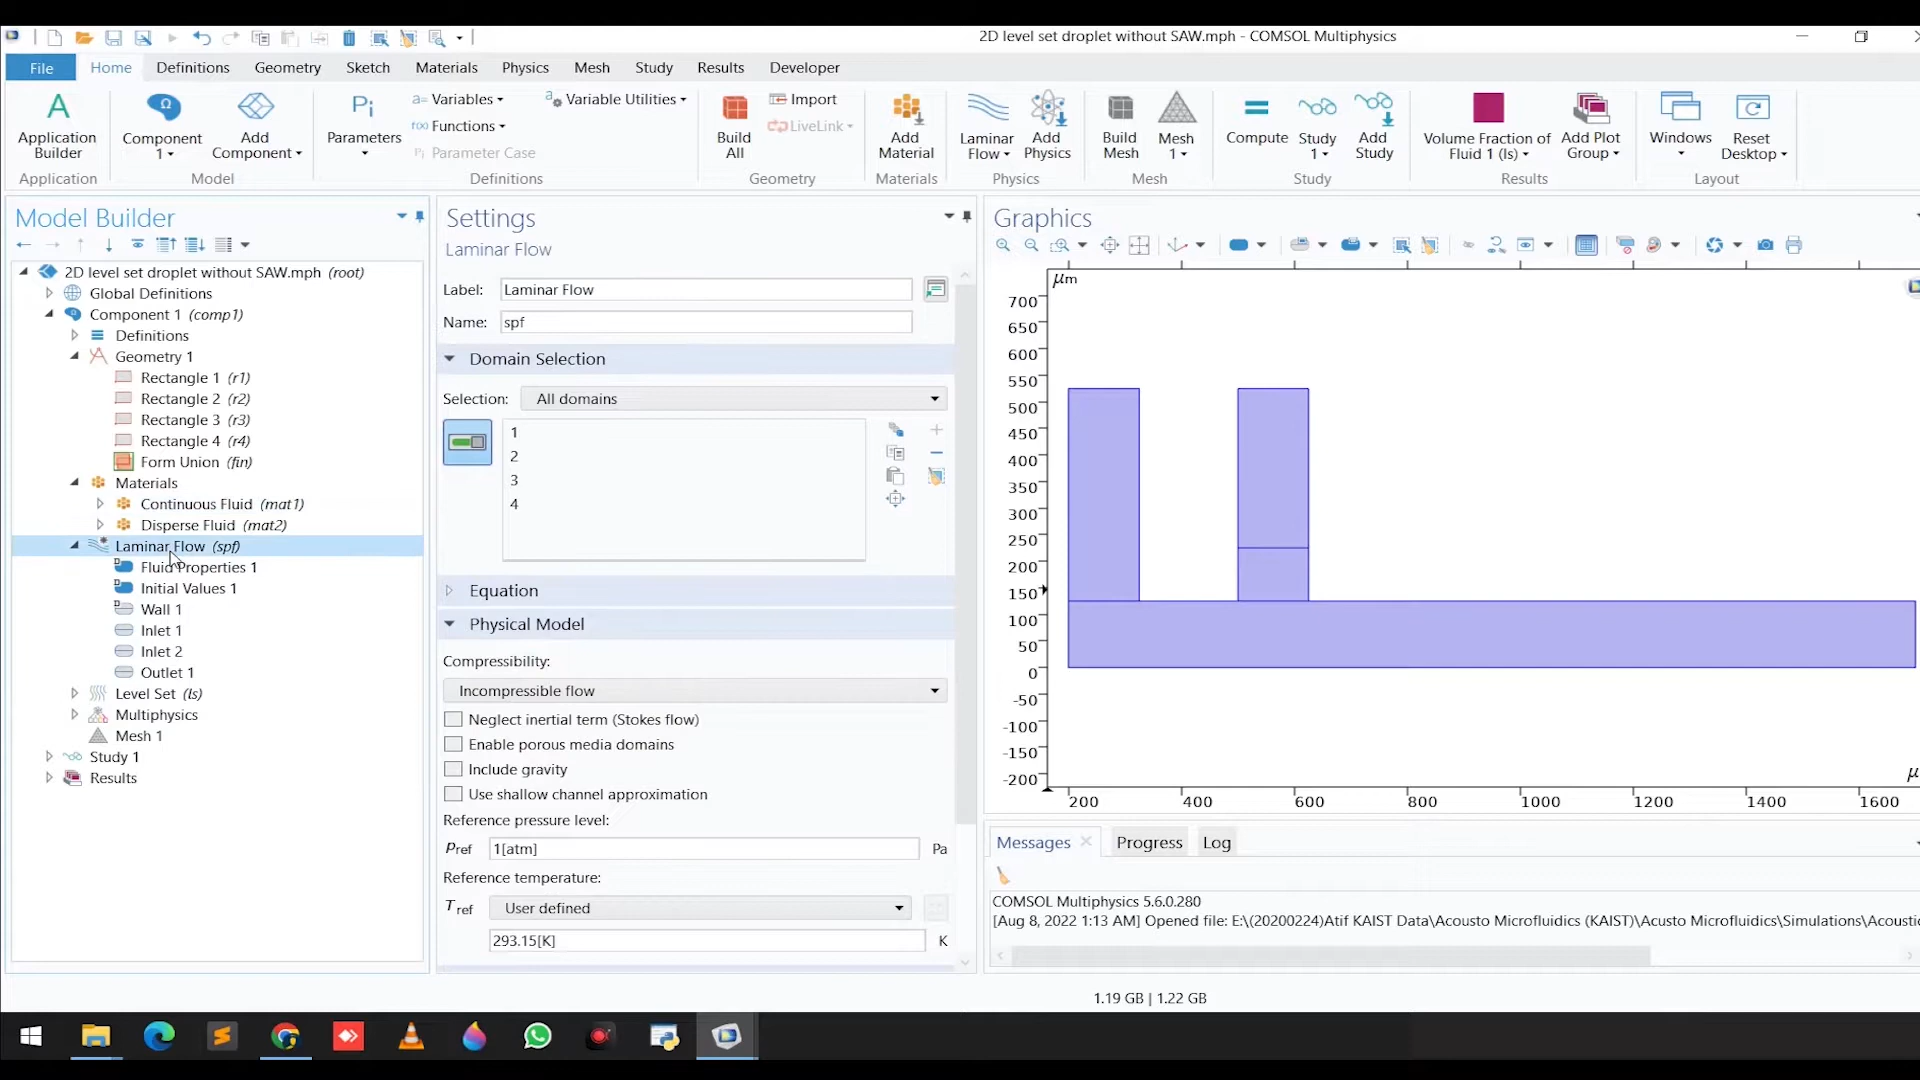 2D level set droplet without SAW.mph - COMSOL Multiphysics
File Home Definitions Geometry Sketch Materials Physics Mesh Study Results Developer
Application Builder
Application
Component 1
Add Component
Model
Pi
Parameters
a= Variables
f(x) Functions
Pi Parameter Case
Variable Utilities
Definitions
Build All
Import
LiveLink
Geometry
Add Material
Materials
Laminar Flow
Add Physics
Physics
Build Mesh
Mesh 1
Mesh
Compute
Study 1
Add Study
Study
Volume Fraction of Fluid 1 (ls)
Add Plot Group
Results
Windows
Reset Desktop
Layout
Model Builder
2D level set droplet without SAW.mph (root)
Global Definitions
Component 1 (comp1)
Definitions
Geometry 1
Rectangle 1 (r1)
Rectangle 2 (r2)
Rectangle 3 (r3)
Rectangle 4 (r4)
Form Union (fin)
Materials
Continuous Fluid (mat1)
Disperse Fluid (mat2)
Laminar Flow (spf)
Fluid Properties 1
Initial Values 1
Wall 1
Inlet 1
Inlet 2
Outlet 1
Level Set (ls)
Multiphysics
Mesh 1
Study 1
Results
Settings
Laminar Flow
Label: Laminar Flow
Name: spf
Domain Selection
Selection: All domains
1
2
3
4
Equation
Physical Model
Compressibility:
Incompressible flow
Neglect inertial term (Stokes flow)
Enable porous media domains
Include gravity
Use shallow channel approximation
Reference pressure level:
pref 1[atm] Pa
Reference temperature:
Tref User defined
293.15[K] K
Graphics
μm
700
650
600
550
500
450
400
350
300
250
200
150
100
50
0
-50
-100
-150
-200
200 400 600 800 1000 1200 1400 1600
Messages Progress Log
COMSOL Multiphysics 5.6.0.280
[Aug 8, 2022 1:13 AM] Opened file: E:\(20200224)Atif KAIST Data\Acousto Microfluidics (KAIST)\Acusto Microfluidics\Simulations\Acoustic
1.19 GB | 1.22 GB